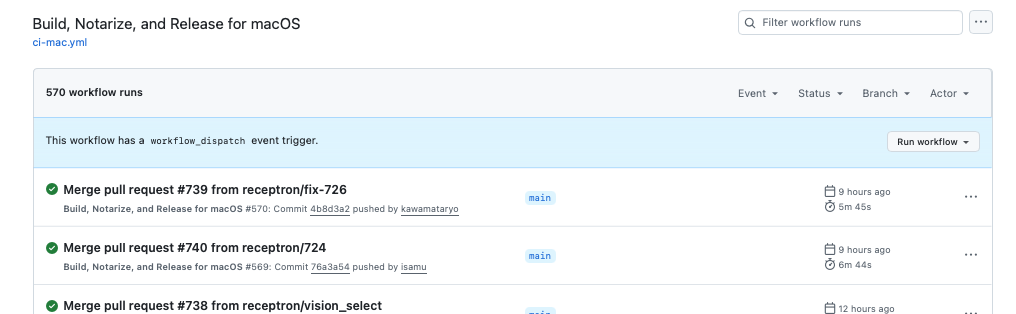 Build, Notarize, and Release for macOS
ci-mac.yml
Filter workflow runs
570 workflow runs
Event Status Branch Actor
This workflow has a workflow_dispatch event trigger.
Run workflow
Merge pull request #739 from receptron/fix-726
Build, Notarize, and Release for macOS #570: Commit 4b8d3a2 pushed by kawamataryo
main
9 hours ago
5m 45s
Merge pull request #740 from receptron/724
Build, Notarize, and Release for macOS #569: Commit 76a3a54 pushed by isamu
main
9 hours ago
6m 44s
Merge pull request #738 from receptron/vision_select
main
12 hours ago